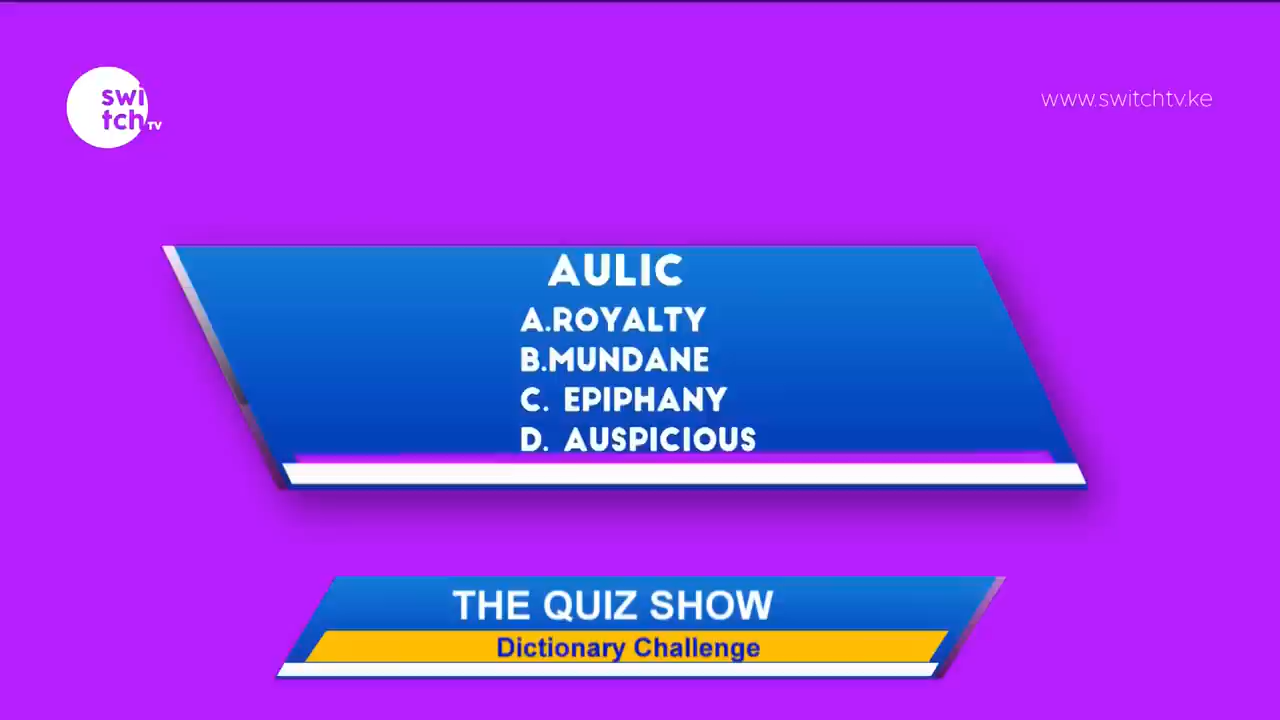 swi
tch TV
www.switchtv.ke
AULIC
A.ROYALTY
B.MUNDANE
C. EPIPHANY
D. AUSPICIOUS
THE QUIZ SHOW
Dictionary Challenge